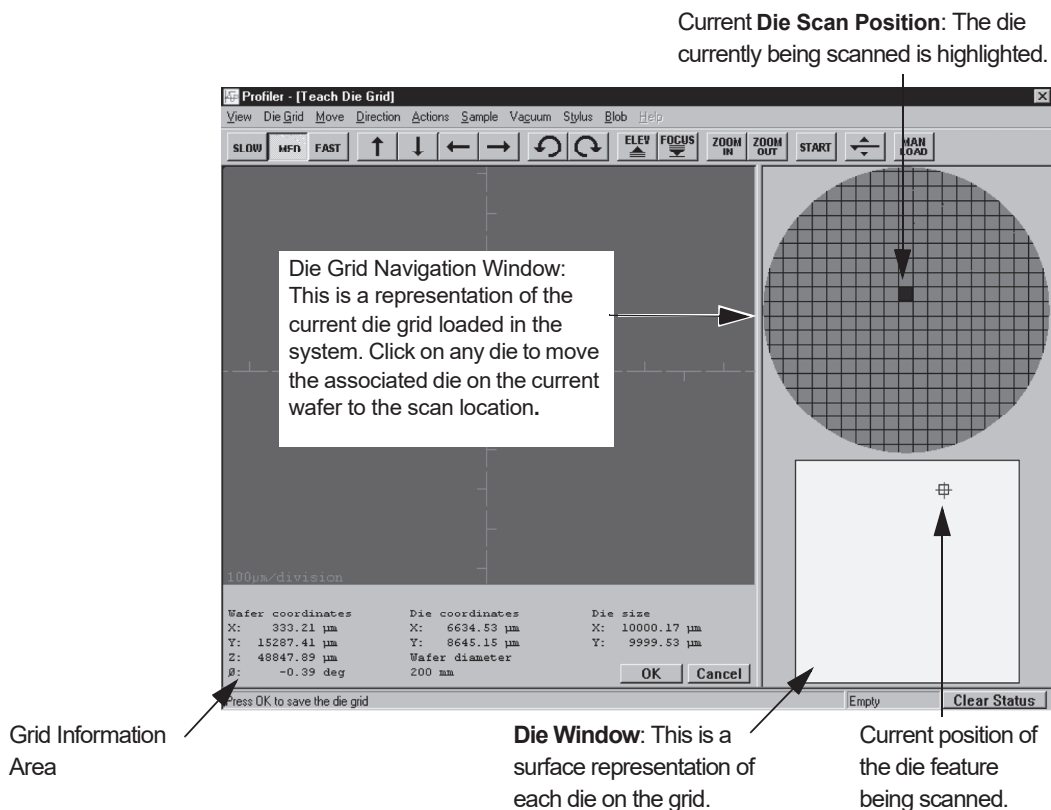 Current Die Scan Position: The die
currently being scanned is highlighted.
Profiler - [Teach Die Grid]
View Die Grid Move Direction Actions Sample Vacuum Stylus Blob Help
SLOW MED FAST ELEV FOCUS ZOOM IN ZOOM OUT START MAN LOAD
Die Grid Navigation Window:
This is a representation of the
current die grid loaded in the
system. Click on any die to move
the associated die on the current
wafer to the scan location.
100µm/division
Wafer coordinates Die coordinates Die size
X: 333.21 µm X: 6634.53 µm X: 10000.17 µm
Y: 15287.41 µm Y: 8645.15 µm Y: 9999.53 µm
Z: 48847.89 µm Wafer diameter
Ø: -0.39 deg 200 mm OK Cancel
Press OK to save the die grid Empty Clear Status
Grid Information
Area
Die Window: This is a
surface representation of
each die on the grid.
Current position of
the die feature
being scanned.